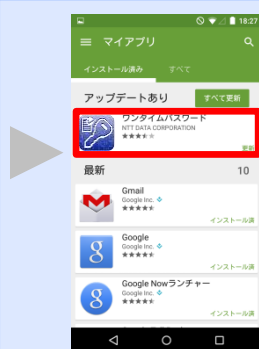 18:27
マイアプリ
インストール済み すべて
アップデートあり すべて更新
ワンタイムパスワード
NTT DATA CORPORATION
更新
最新 10
Gmail
Google Inc.
インストール済
Google
Google Inc.
インストール済
Google Nowランチャー
Google Inc.
インストール済